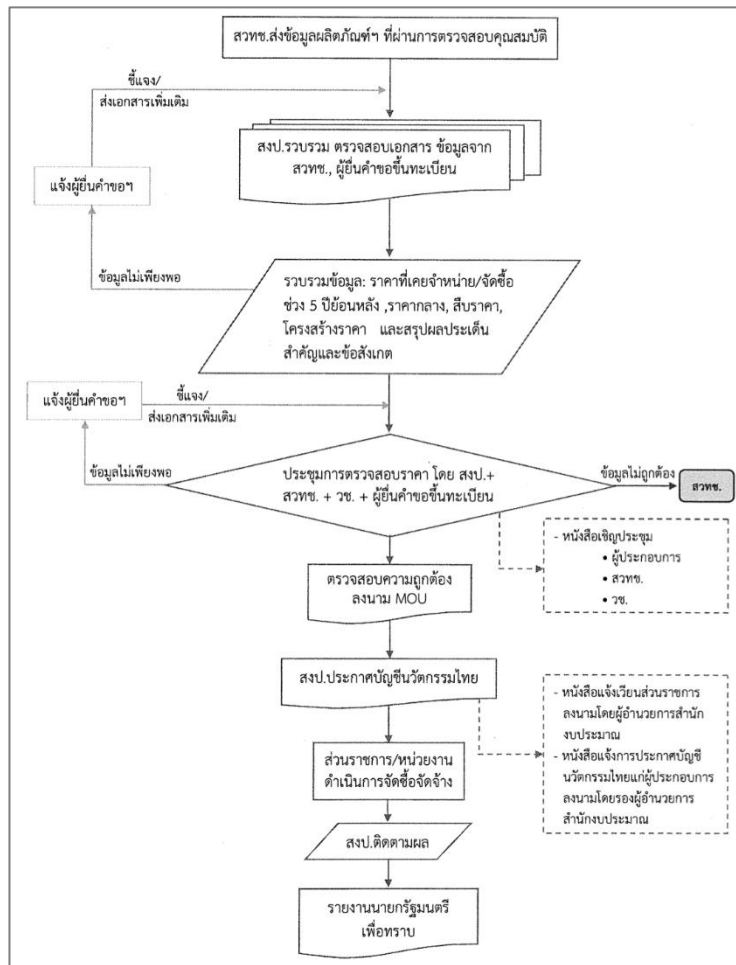 สวทช.ส่งข้อมูลผลิตภัณฑ์ฯ ที่ผ่านการตรวจสอบคุณสมบัติ
ชี้แจง/
ส่งเอกสารเพิ่มเติม
สงป.รวบรวม ตรวจสอบเอกสาร ข้อมูลจาก
สวทช., ผู้ยื่นคำขอขึ้นทะเบียน
แจ้งผู้ยื่นคำขอฯ
ข้อมูลไม่เพียงพอ
รวบรวมข้อมูล: ราคาที่เคยจำหน่าย/จัดซื้อ
ช่วง 5 ปีย้อนหลัง ,ราคากลาง, สืบราคา,
โครงสร้างราคา และสรุปผลประเด็น
สำคัญและข้อสังเกต
แจ้งผู้ยื่นคำขอฯ
ชี้แจง/
ส่งเอกสารเพิ่มเติม
ข้อมูลไม่เพียงพอ
ประชุมการตรวจสอบราคา โดย สงป.+
สวทช. + วช. + ผู้ยื่นคำขอขึ้นทะเบียน
ข้อมูลไม่ถูกต้อง
สวทช.
- หนังสือเชิญประชุม
• ผู้ประกอบการ
• สวทช.
• วช.
ตรวจสอบความถูกต้อง
ลงนาม MOU
สงป.ประกาศบัญชีนวัตกรรมไทย
- หนังสือแจ้งเวียนส่วนราชการ
ลงนามโดยผู้อำนวยการสำนัก
งบประมาณ
- หนังสือแจ้งการประกาศบัญชี
นวัตกรรมไทยแก่ผู้ประกอบการ
ลงนามโดยรองผู้อำนวยการ
สำนักงบประมาณ
ส่วนราชการ/หน่วยงาน
ดำเนินการจัดซื้อจัดจ้าง
สงป.ติดตามผล
รายงานนายกรัฐมนตรี
เพื่อทราบ